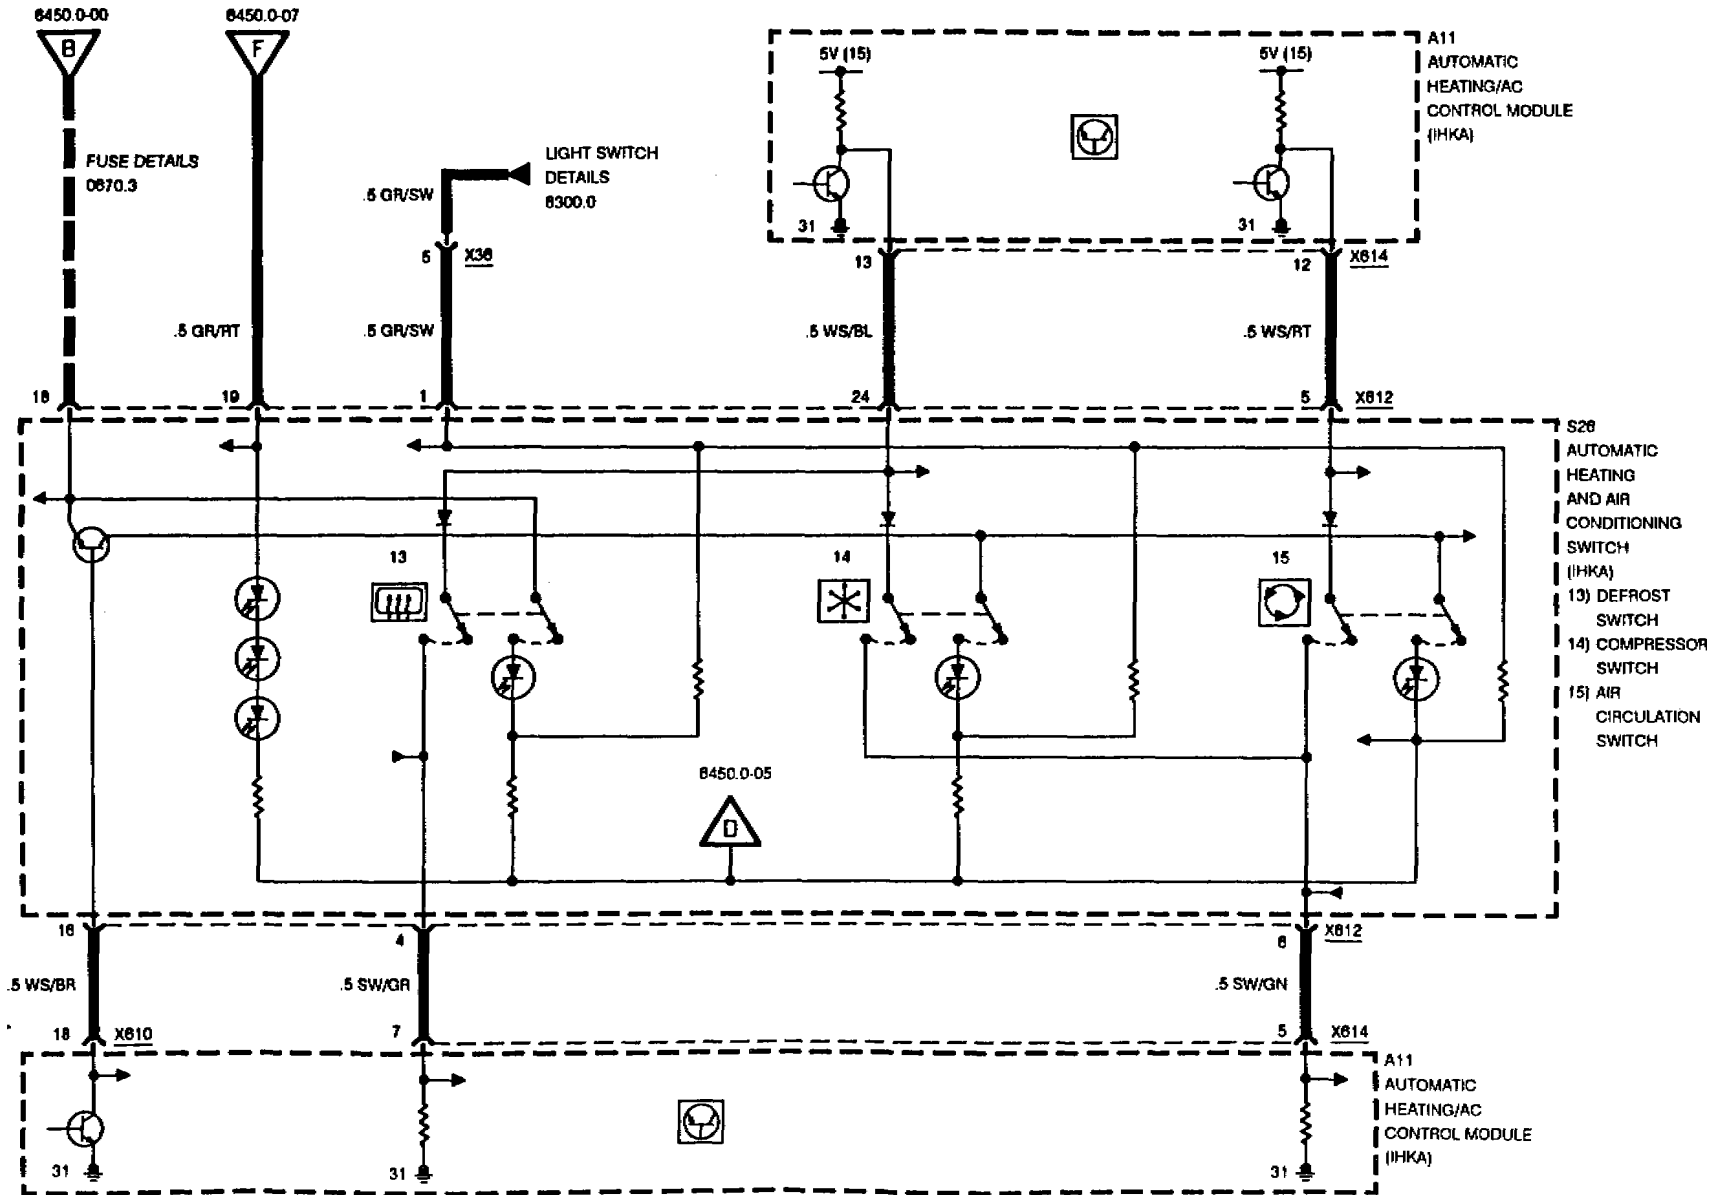 6450.0-00
6450.0-07
B
F
5V (15)
5V (15)
A11
AUTOMATIC
HEATING/AC
CONTROL MODULE
(IHKA)
FUSE DETAILS
0670.3
LIGHT SWITCH
DETAILS
6300.0
.5 GR/SW
31
31
5
X36
13
12
X614
.5 GR/RT
.5 GR/SW
.5 WS/BL
.5 WS/RT
18
19
1
24
5
X612
S26
AUTOMATIC
HEATING
AND AIR
CONDITIONING
SWITCH
(IHKA)
13) DEFROST
SWITCH
14) COMPRESSOR
SWITCH
15) AIR
CIRCULATION
SWITCH
13
14
15
6450.0-05
D
16
4
6
X612
.5 WS/BR
.5 SW/GR
.5 SW/GN
18
X610
7
5
X614
A11
AUTOMATIC
HEATING/AC
CONTROL MODULE
(IHKA)
31
31
31